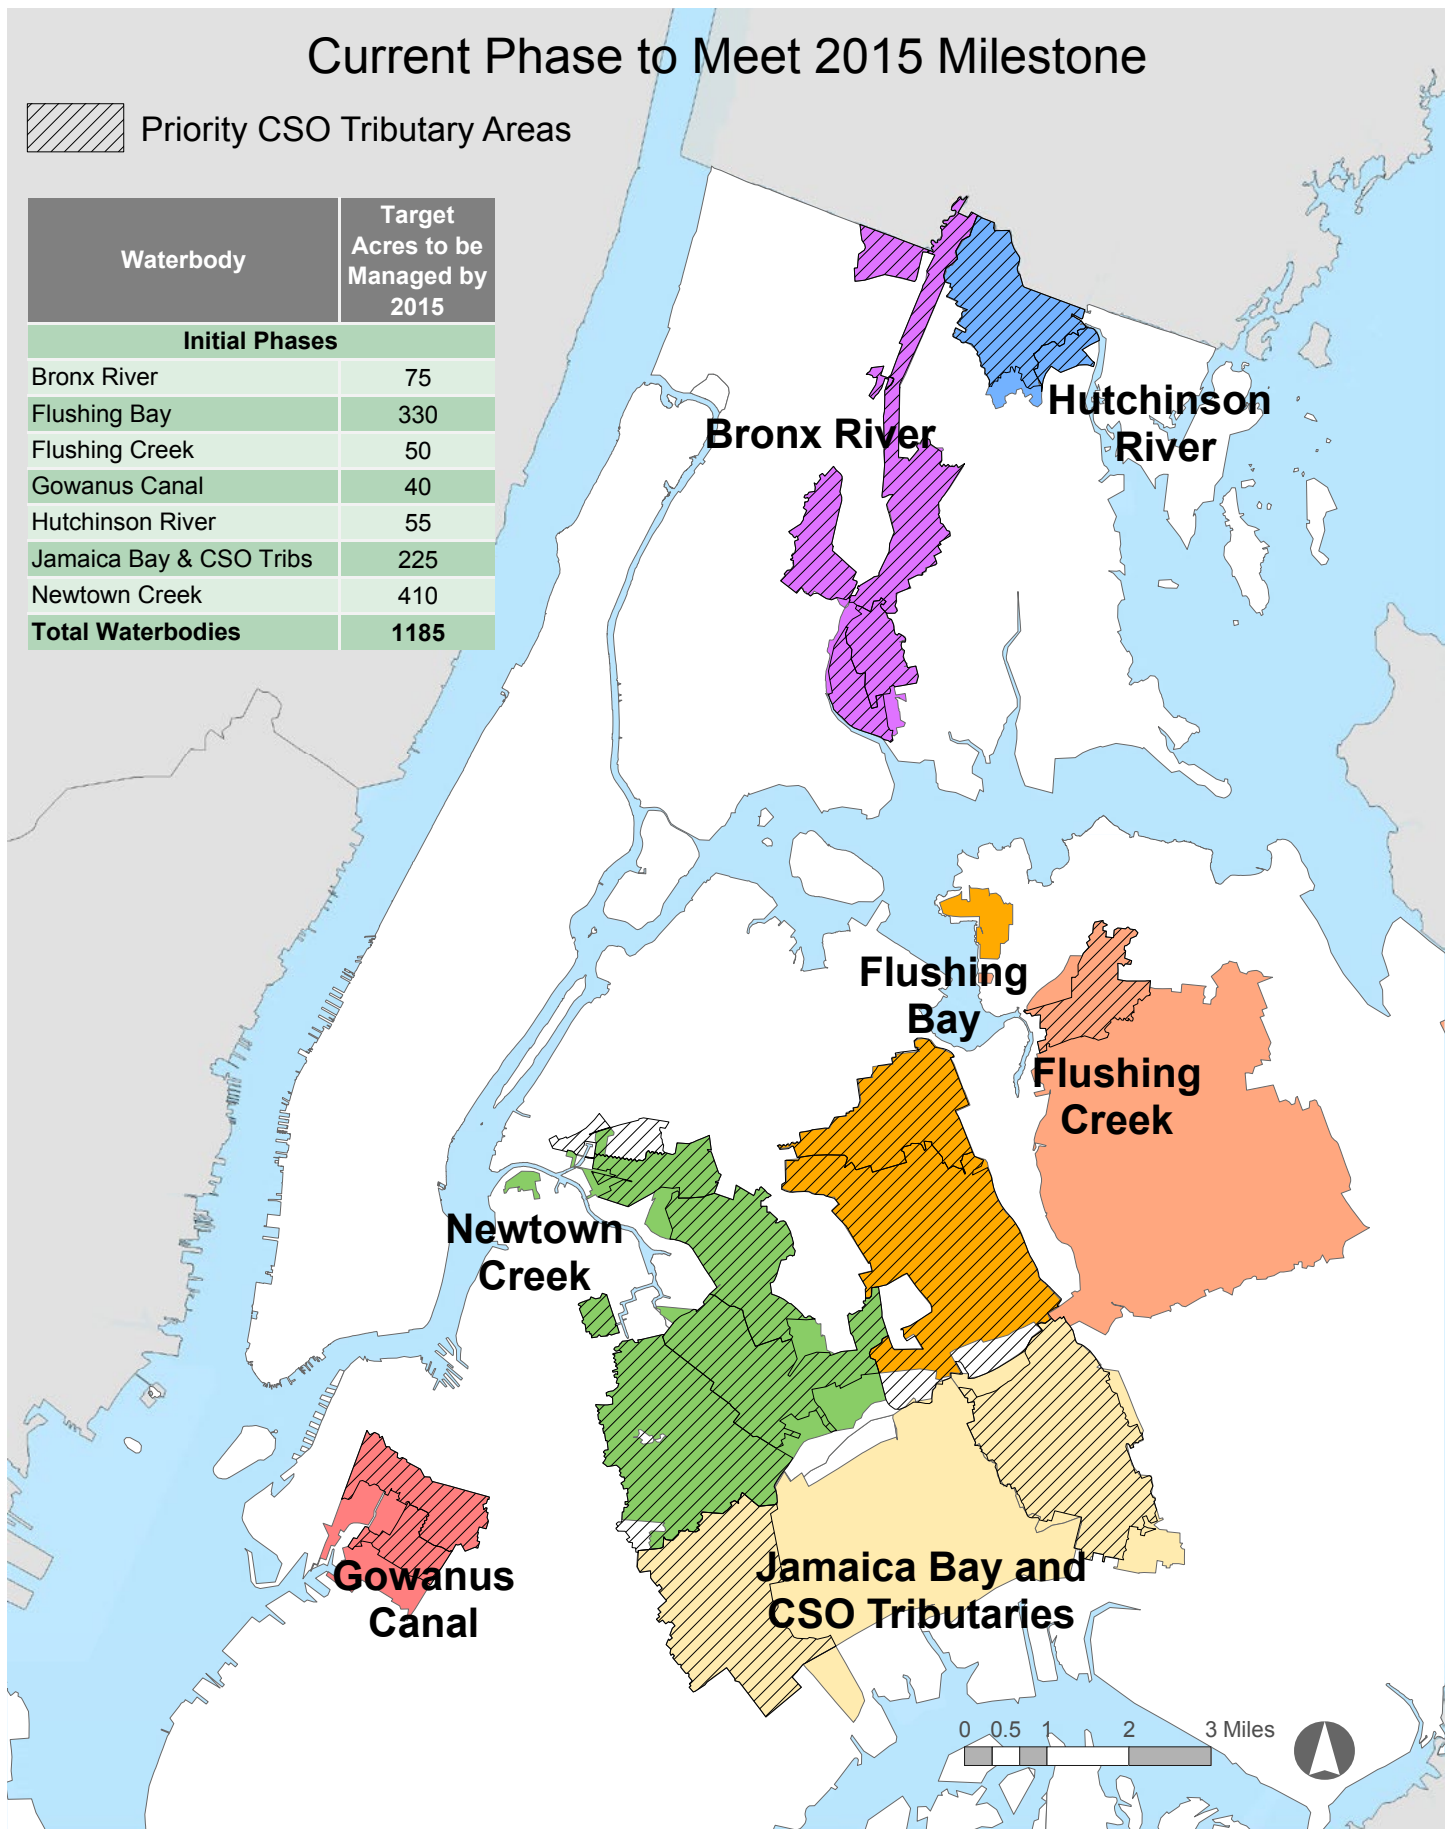 Current Phase to Meet 2015 Milestone
Priority CSO Tributary Areas
Waterbody
Target
Acres to be
Managed by
2015
Initial Phases
Bronx River 75
Flushing Bay 330
Flushing Creek 50
Gowanus Canal 40
Hutchinson River 55
Jamaica Bay & CSO Tribs 225
Newtown Creek 410
Total Waterbodies 1185
Hutchinson
River
Bronx River
Flushing
Bay
Flushing
Creek
Newtown
Creek
Gowanus
Canal
Jamaica Bay and
CSO Tributaries
0 0.5 1 2 3 Miles